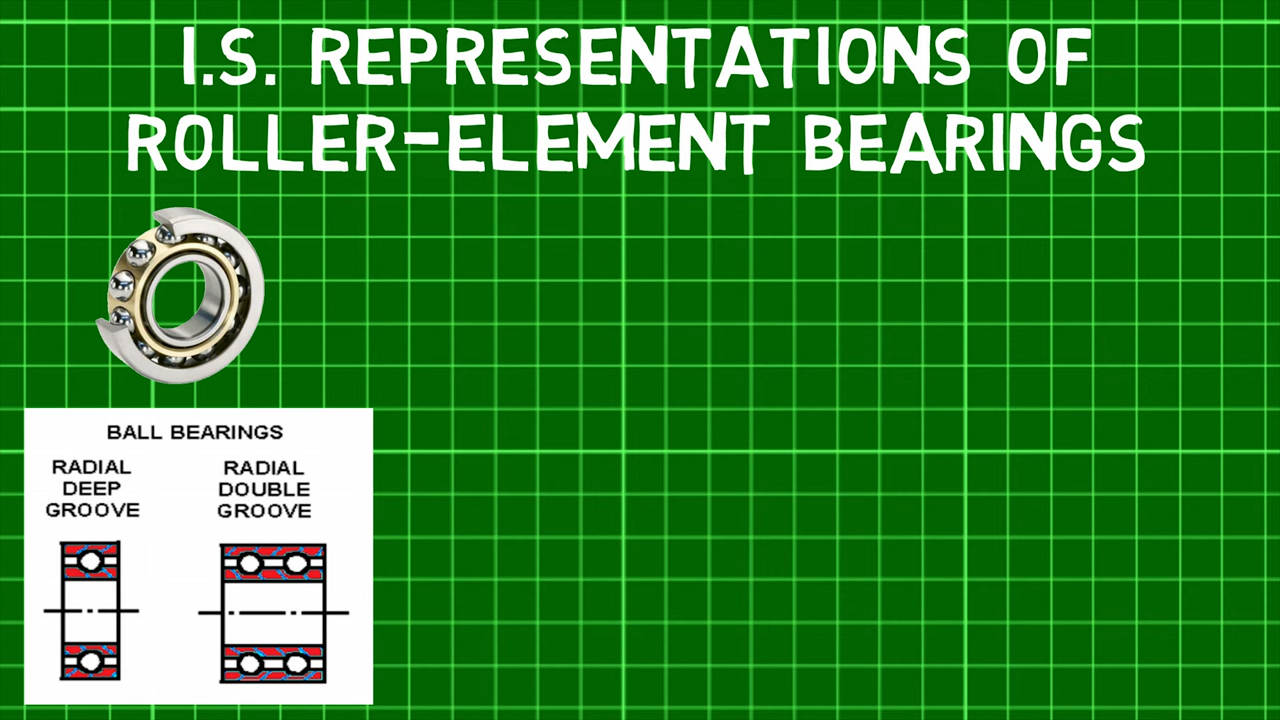 I.S. REPRESENTATIONS OF
ROLLER-ELEMENT BEARINGS
BALL BEARINGS
RADIAL
DEEP
GROOVE
RADIAL
DOUBLE
GROOVE